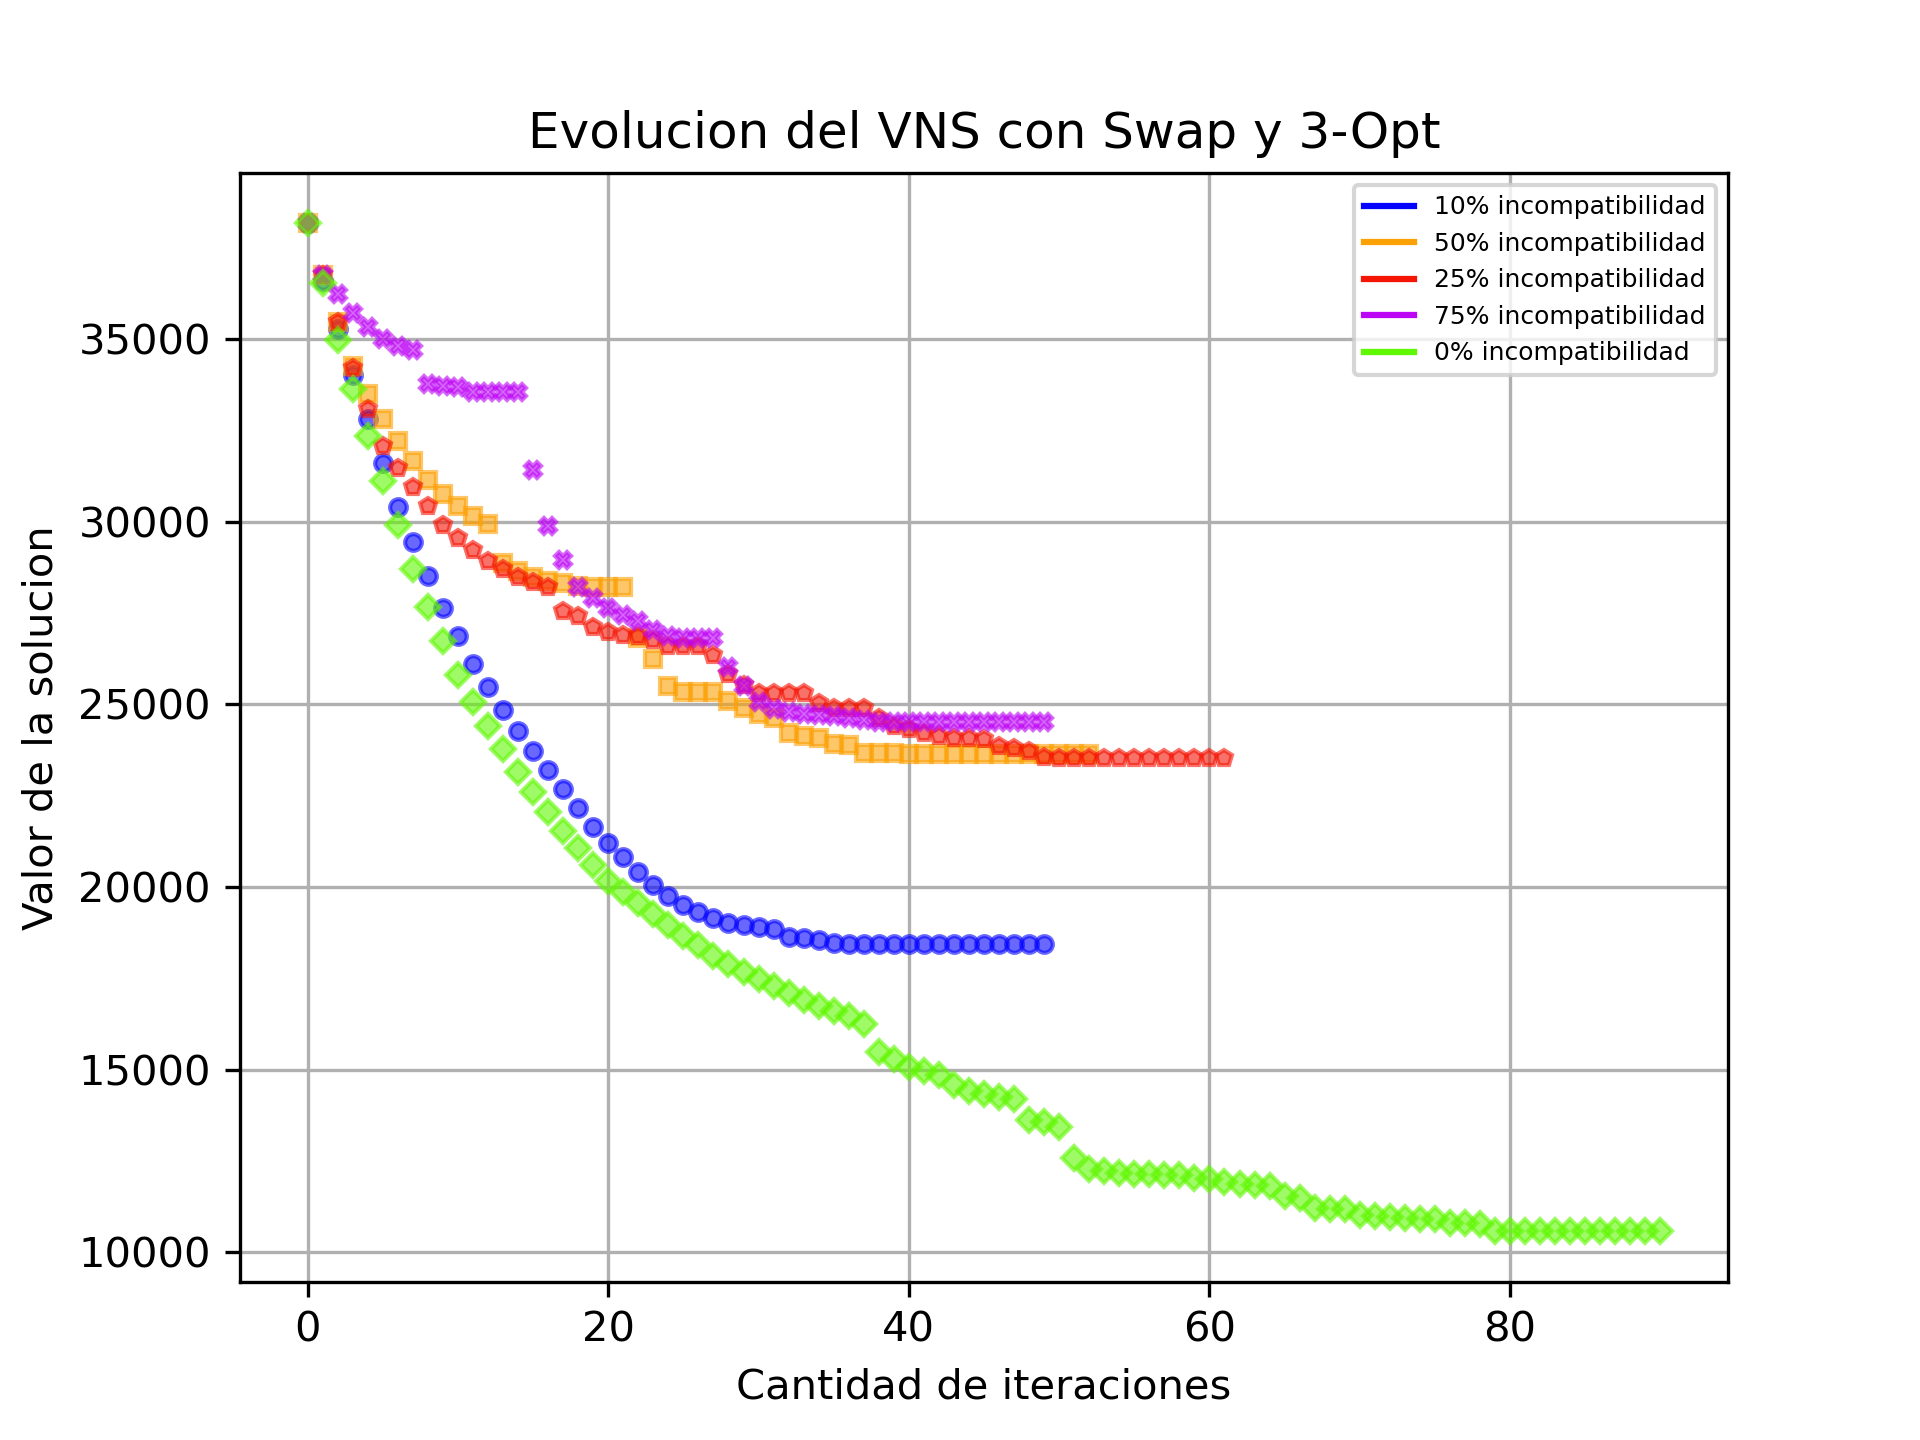 Evolucion del VNS con Swap y 3-Opt
10% incompatibilidad
50% incompatibilidad
25% incompatibilidad
75% incompatibilidad
0% incompatibilidad
Valor de la solucion
35000
30000
25000
20000
15000
10000
0 20 40 60 80
Cantidad de iteraciones